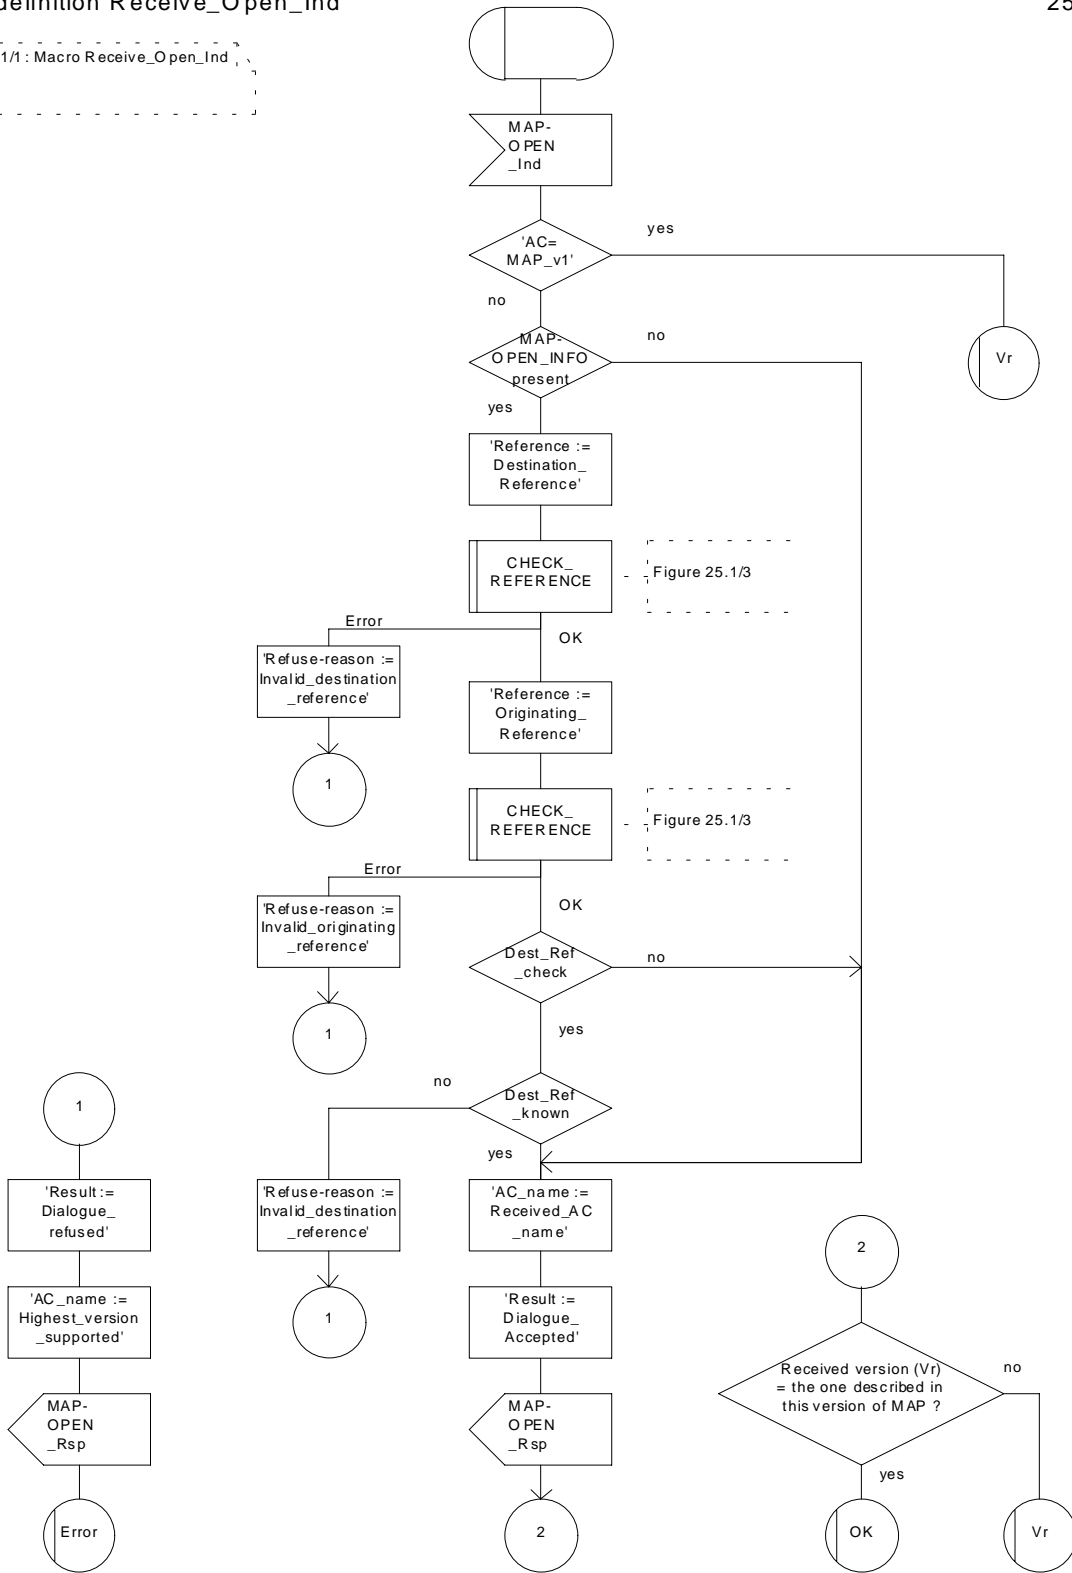 definition Receive_Open_Ind
25
1/1: Macro Receive_Open_Ind
MAP-
OPEN
_Ind
'AC=
MAP_v1'
yes
no
MAP-
OPEN_INFO
present
no
Vr
yes
'Reference :=
Destination_
Reference'
CHECK_
REFERENCE
Figure 25.1/3
Error
OK
'Refuse-reason :=
Invalid_destination
_reference'
'Reference :=
Originating_
Reference'
1
CHECK_
REFERENCE
Figure 25.1/3
Error
OK
'Refuse-reason :=
Invalid_originating
_reference'
Dest_Ref
_check
no
1
yes
no
1
Dest_Ref
_known
yes
'Result:=
Dialogue_
refused'
'Refuse-reason :=
Invalid_destination
_reference'
'AC_name :=
Received_AC
_name'
2
'AC_name :=
Highest_version
_supported'
1
'Result :=
Dialogue_
Accepted'
Received version (Vr)
= the one described in
this version of MAP ?
no
MAP-
OPEN
_Rsp
MAP-
OPEN
_Rsp
yes
Error
2
OK
Vr